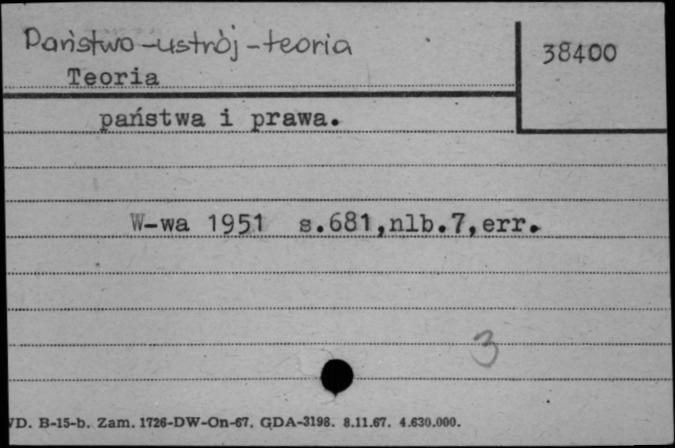 Państwo-ustrój-teoria
38400
Teoria
państwa i prawa.
W-wa 1951 s.681,nlb.7,err.
3
D. B-15-b. Zam. 1726-DW-On-67. GDA-3198. 8.11.67. 4.630.000.